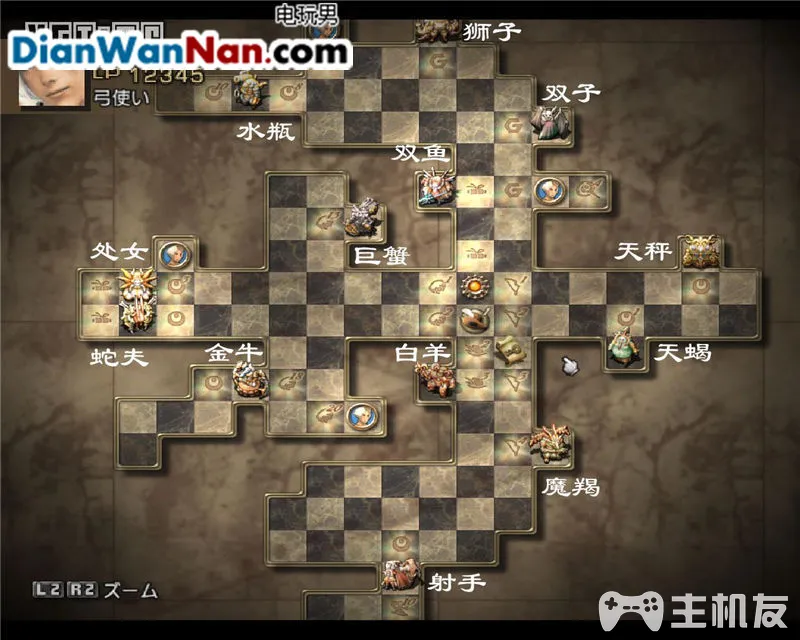 电玩男
狮子
DianWanNan.com
LP 12345
弓使い
双子
水瓶
双鱼
处女
巨蟹
天秤
蛇夫
金牛
白羊
天蝎
魔羯
射手
L2 R2 ズーム
主机友